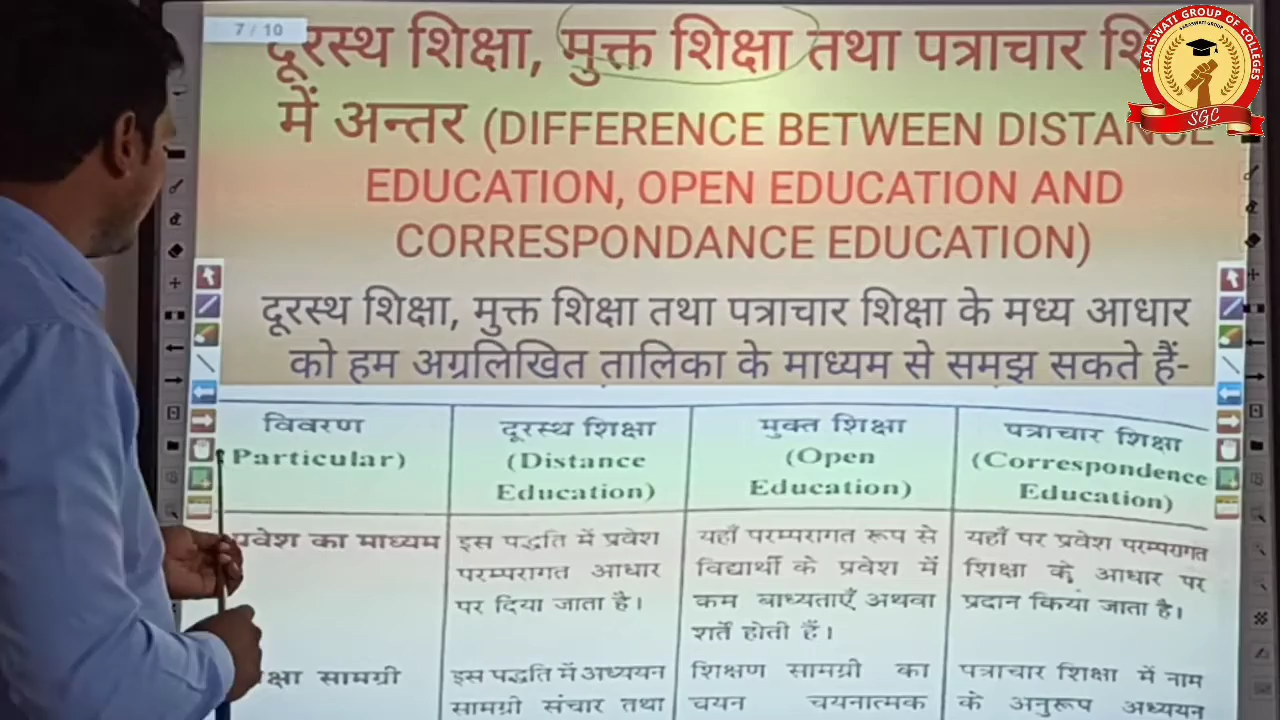 7 / 10
दूरस्थ शिक्षा, मुक्त शिक्षा तथा पत्राचार
में अन्तर (DIFFERENCE BETWEEN DISTANCE
EDUCATION, OPEN EDUCATION AND
CORRESPONDANCE EDUCATION)
दूरस्थ शिक्षा, मुक्त शिक्षा तथा पत्राचार शिक्षा के मध्य आधार
को हम अग्रलिखित तालिका के माध्यम से समझ सकते हैं-
विवरण
Particular)
दूरस्थ शिक्षा
(Distance
Education)
मुक्त शिक्षा
(Open
Education)
पत्राचार शिक्षा
(Correspondence
Education)
का माध्यम
इस पद्धति में प्रवेश
परम्परागत आधार
पर दिया जाता है।
यहाँ परम्परागत रूप से
विद्यार्थी के प्रवेश में
कम बाध्यताएँ अथवा
शर्तें होती हैं।
यहाँ पर प्रवेश परम्परागत
शिक्षा के आधार पर
प्रदान किया जाता है।
सामग्री
इस पद्धति में अध्ययन
सामग्री संचार तथा
शिक्षण सामग्री का
चयन चयनात्मक
पत्राचार शिक्षा में नाम
के अनुरूप अध्ययन
SARASWATI GROUP OF COLLEGES
SARASWATI GROUP
SGC